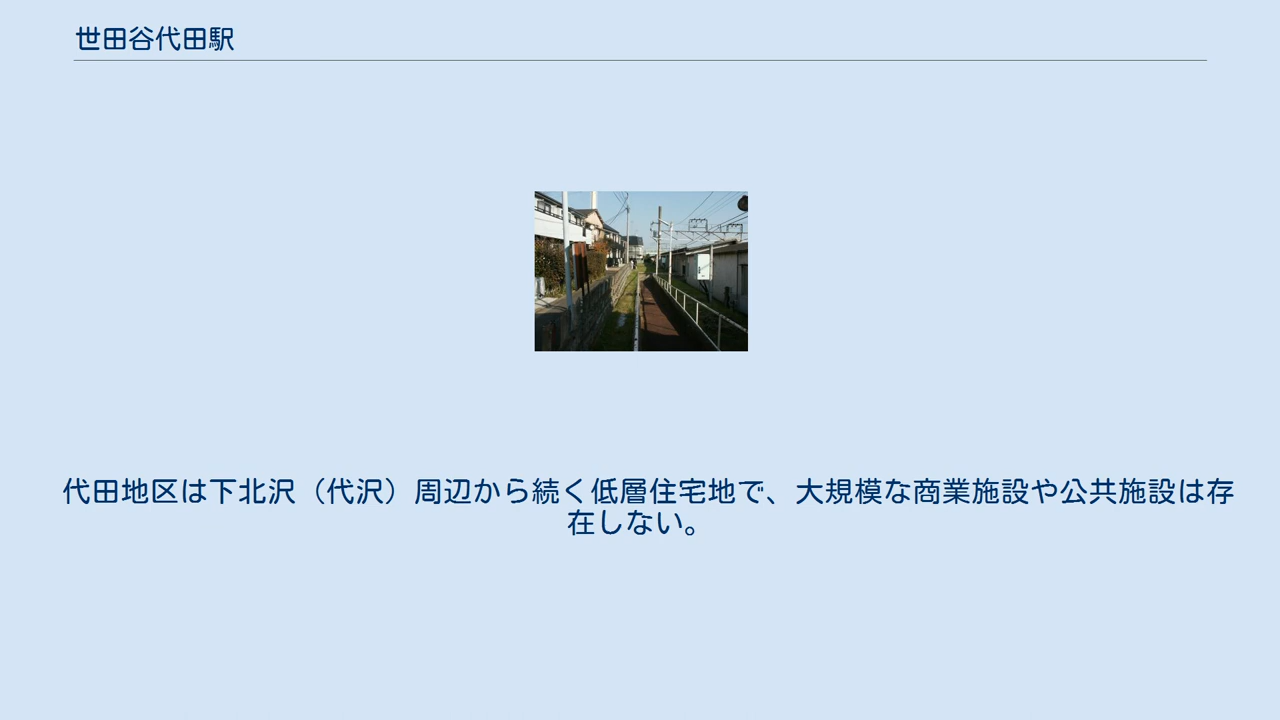 世田谷代田駅
代田地区は下北沢（代沢）周辺から続く低層住宅地で、大規模な商業施設や公共施設は存
在しない。